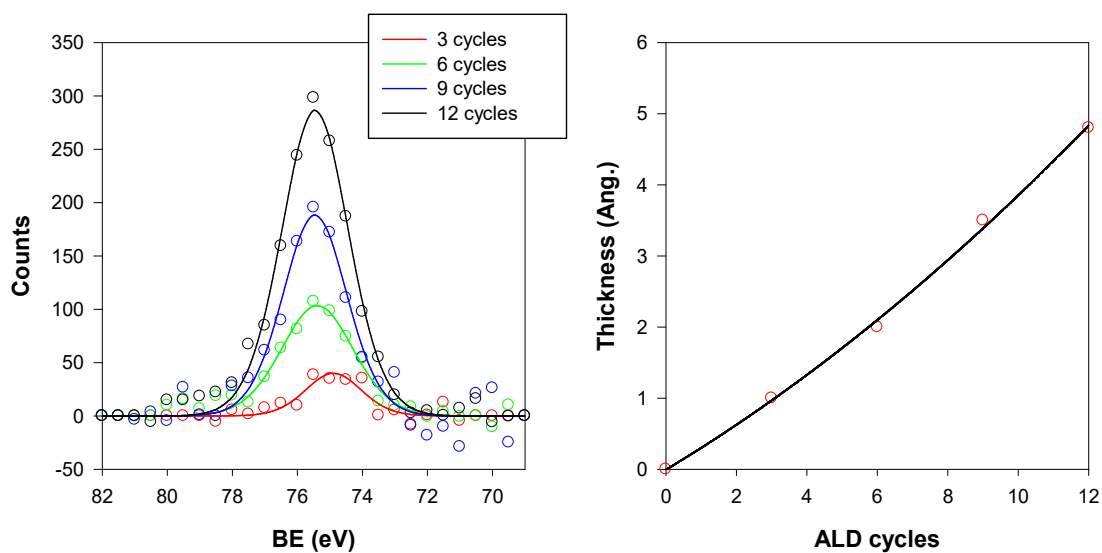 350
300
250
200
150
100
50
0
-50
82 80 78 76 74 72 70
Counts
BE (eV)
3 cycles
6 cycles
9 cycles
12 cycles
6
5
4
3
2
1
0
0 2 4 6 8 10 12
Thickness (Ang.)
ALD cycles